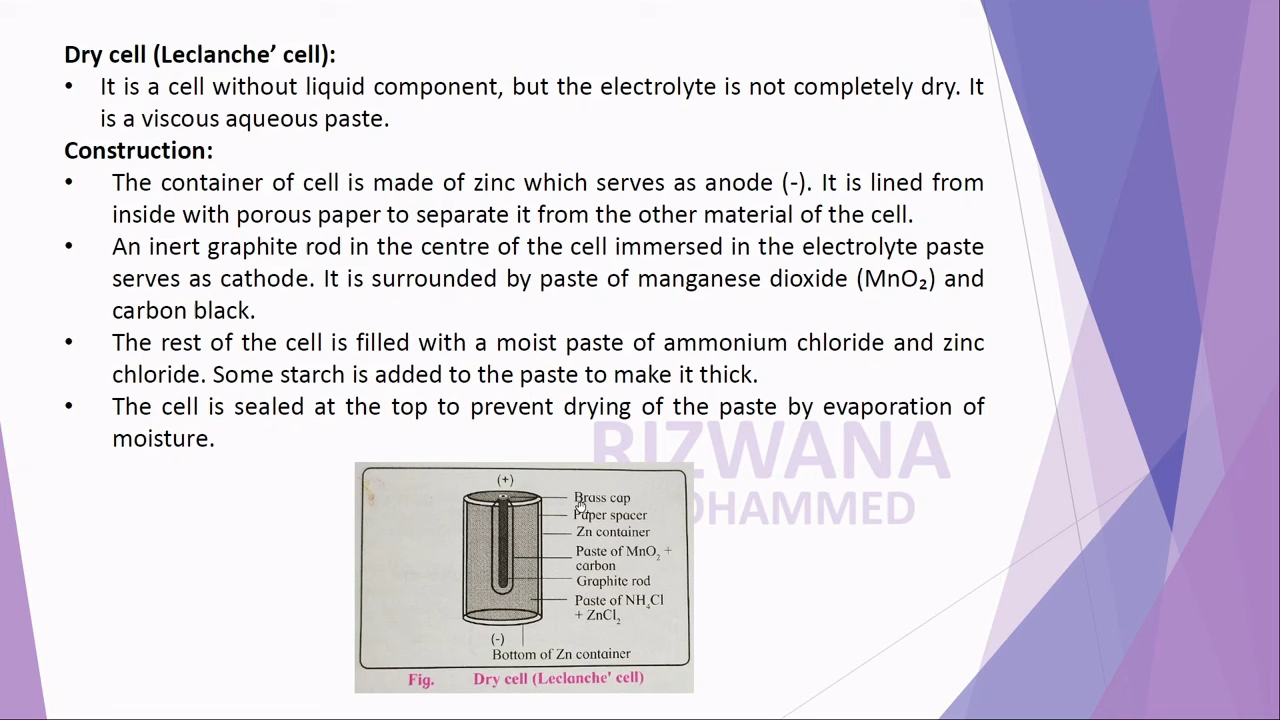 Dry cell (Leclanche’ cell):
• It is a cell without liquid component, but the electrolyte is not completely dry. It
is a viscous aqueous paste.
Construction:
• The container of cell is made of zinc which serves as anode (-). It is lined from
inside with porous paper to separate it from the other material of the cell.
• An inert graphite rod in the centre of the cell immersed in the electrolyte paste
serves as cathode. It is surrounded by paste of manganese dioxide (MnO₂) and
carbon black.
• The rest of the cell is filled with a moist paste of ammonium chloride and zinc
chloride. Some starch is added to the paste to make it thick.
• The cell is sealed at the top to prevent drying of the paste by evaporation of
moisture.
RIZWANA
MOHAMMED
(+)
Brass cap
Paper spacer
Zn container
Paste of MnO₂ +
carbon
Graphite rod
Paste of NH₄Cl
+ ZnCl₂
(-)
Bottom of Zn container
Fig. Dry cell (Leclanche' cell)